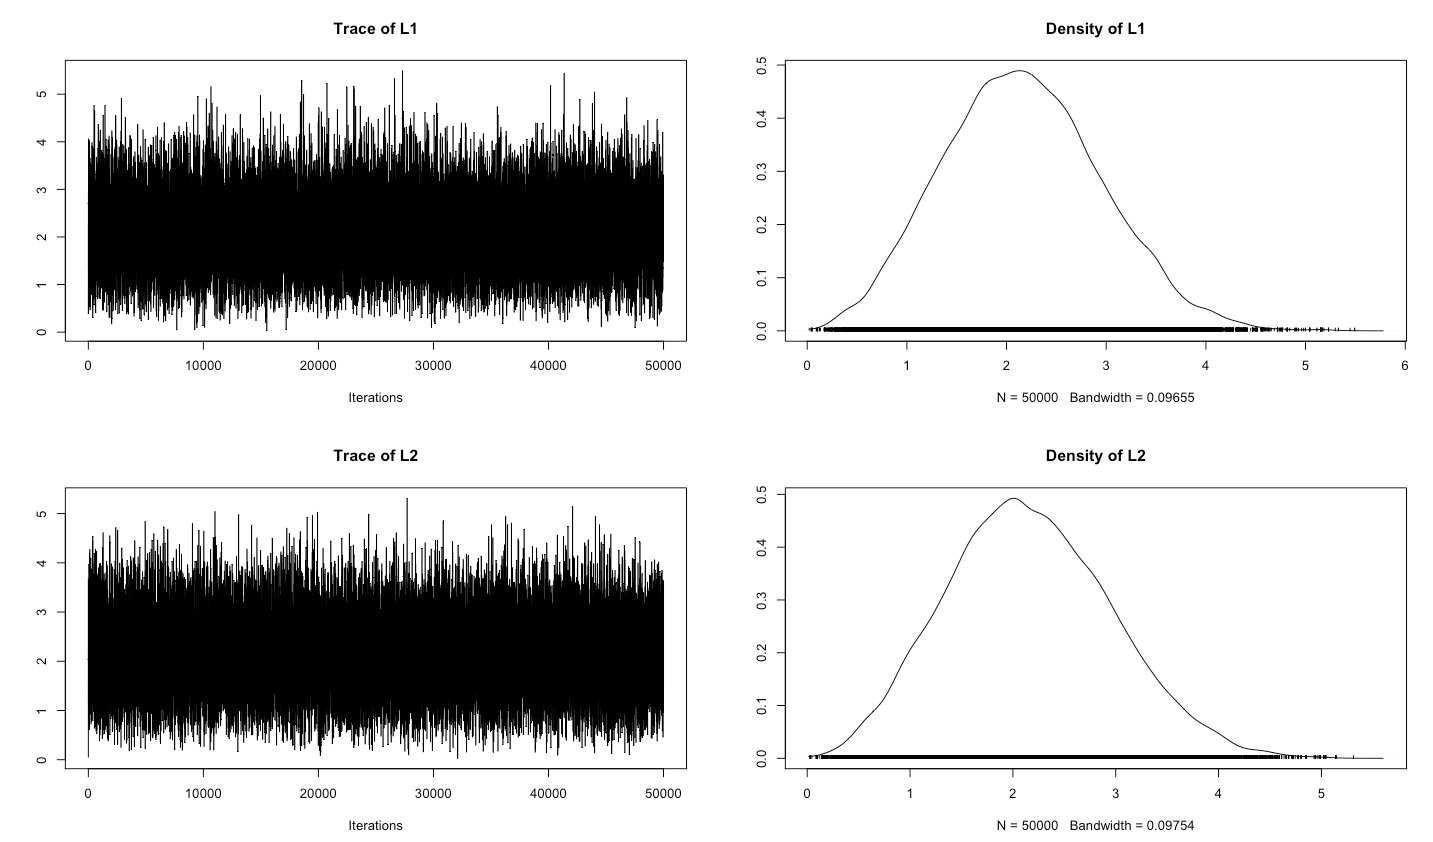 Trace of L1
5
4
3
2
1
0
0 10000 20000 30000 40000 50000
Iterations
Density of L1
0.5
0.4
0.3
0.2
0.1
0.0
0 1 2 3 4 5 6
N = 50000 Bandwidth = 0.09655
Trace of L2
5
4
3
2
1
0
0 10000 20000 30000 40000 50000
Iterations
Density of L2
0.5
0.4
0.3
0.2
0.1
0.0
0 1 2 3 4 5
N = 50000 Bandwidth = 0.09754